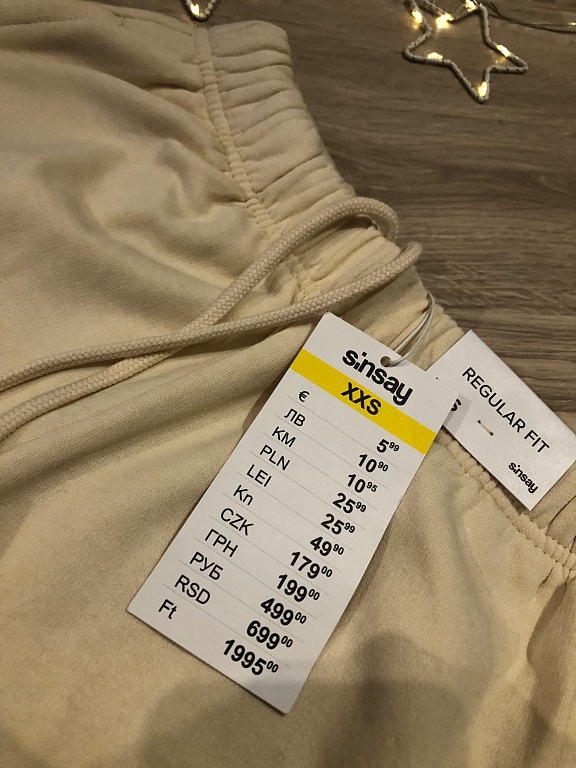 sinsay
XXS
€ 5⁹⁹
ЛВ 10⁹⁰
KM 10⁹⁵
PLN 25⁹⁹
LEI 25⁹⁹
Kn 49⁹⁰
CZK 179⁰⁰
ГРН 199⁰⁰
РУБ 499⁰⁰
RSD 699⁰⁰
Ft 1995⁰⁰
REGULAR FIT
sinsay